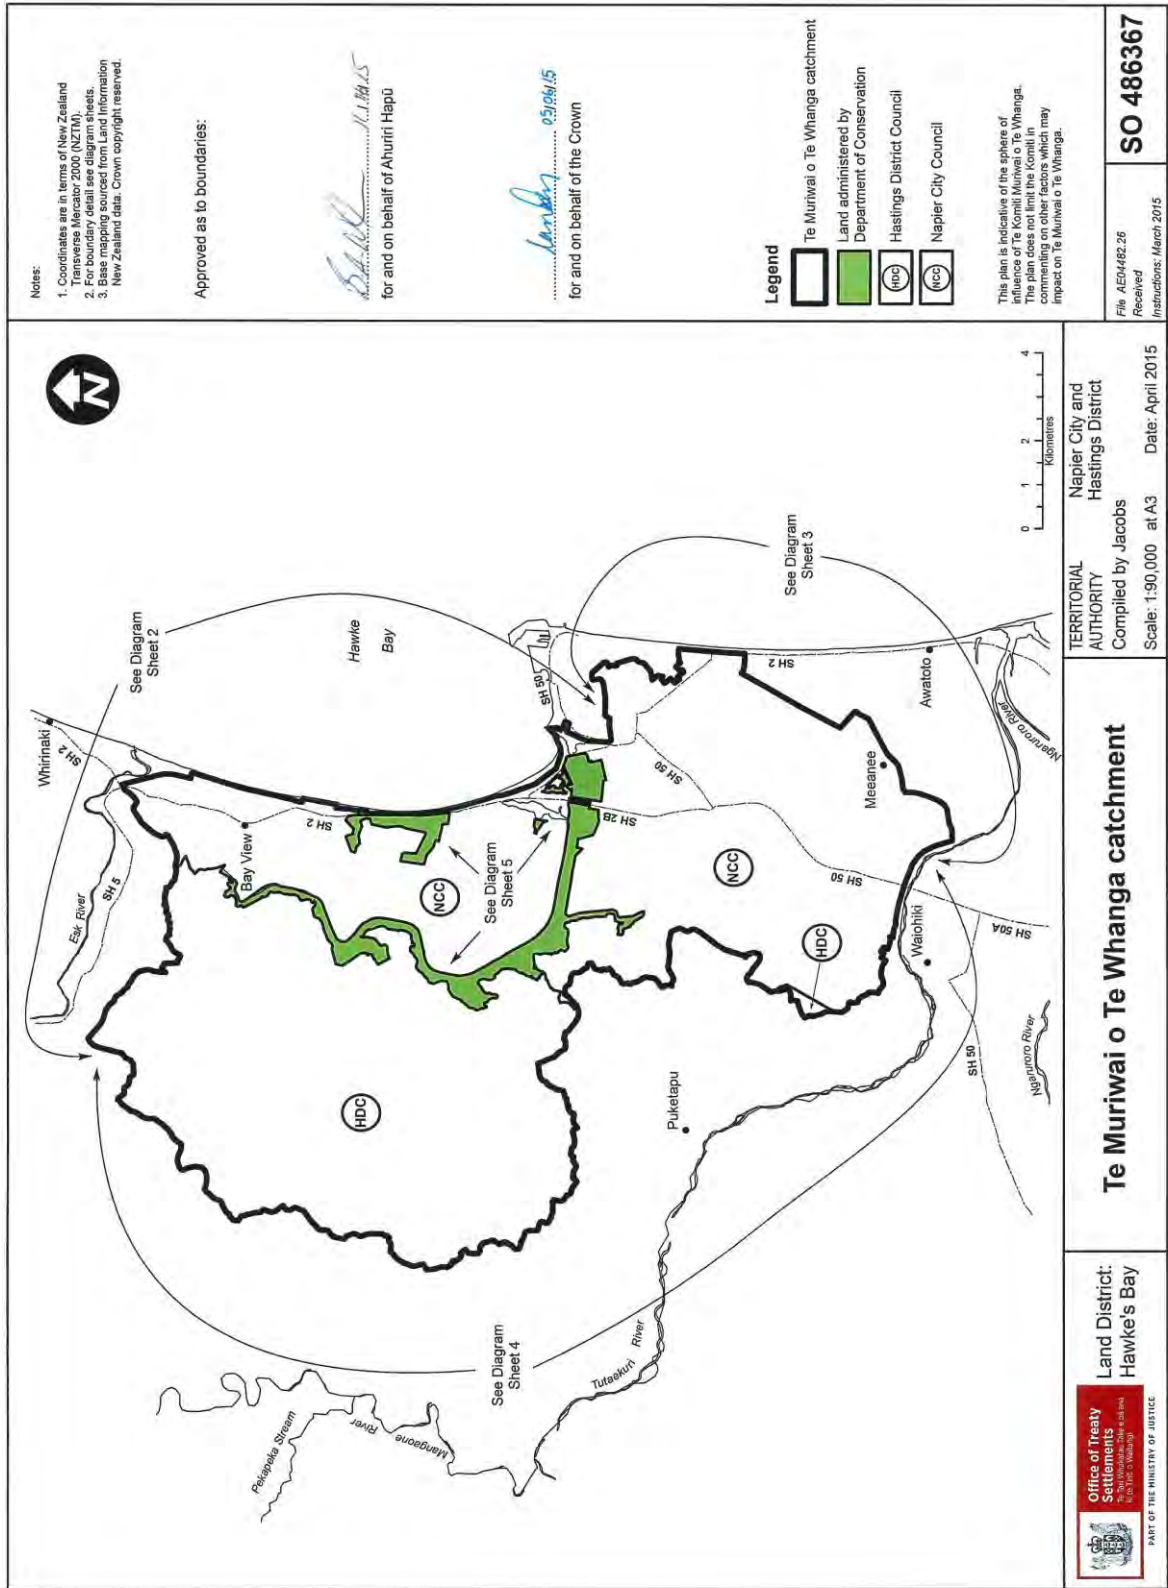 Notes:
1. Coordinates are in terms of New Zealand
Transverse Mercator 2000 (NZTM).
2. For boundary detail see diagram sheets.
3. Base mapping sourced from Land Information
New Zealand data. Crown copyright reserved.
Approved as to boundaries:
for and on behalf of Ahuriri Hapū
05/06/15
for and on behalf of the Crown
Legend
Te Muriwai o Te Whanga catchment
Land administered by
Department of Conservation
HDC
Hastings District Council
NCC
Napier City Council
This plan is indicative of the sphere of
influence of Te Komiti Muriwai o Te Whanga.
The plan does not limit the Komiti in
commenting on other factors which may
impact on Te Muriwai o Te Whanga.
File AE04482.26
Received
Instructions: March 2015
SO 486367
N
See Diagram
Sheet 2
Whirinaki
SH 2
Esk River
SH 5
Hawke
Bay
Bay View
SH 2
NCC
See Diagram
Sheet 5
SH 50
SH 2B
SH 50
See Diagram
Sheet 3
SH 2
NCC
Meeanee
Awatoto
Ngaruroro River
HDC
SH 50
Waiohiki
SH 50A
SH 50
Ngaruroro River
HDC
Puketapu
See Diagram
Sheet 4
Tutaekuri River
Pekapeka Stream
Mangaone River
0 1 2 4
Kilometres
Office of Treaty
Settlements
PART OF THE MINISTRY OF JUSTICE
Land District:
Hawke's Bay
Te Muriwai o Te Whanga catchment
TERRITORIAL
AUTHORITY
Napier City and
Hastings District
Compiled by Jacobs
Scale: 1:90,000 at A3
Date: April 2015